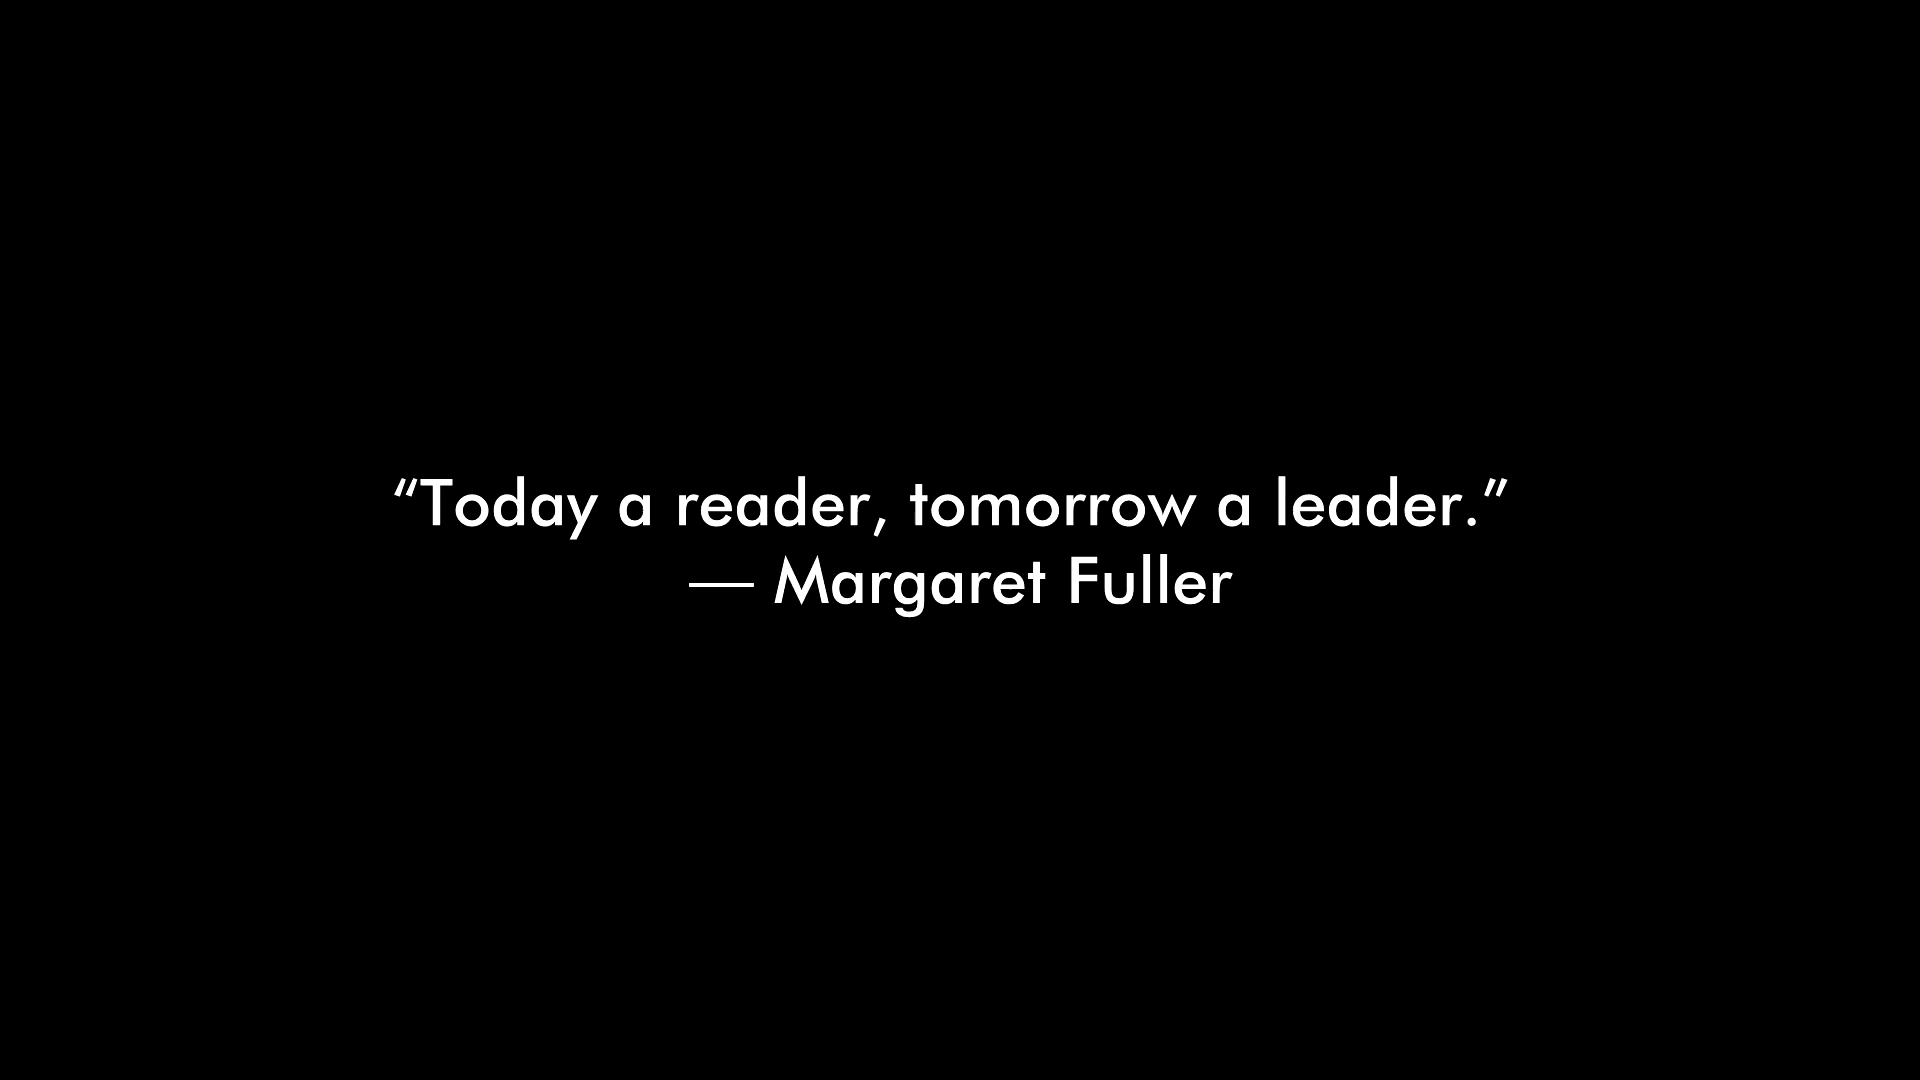 “Today a reader, tomorrow a leader.”
— Margaret Fuller